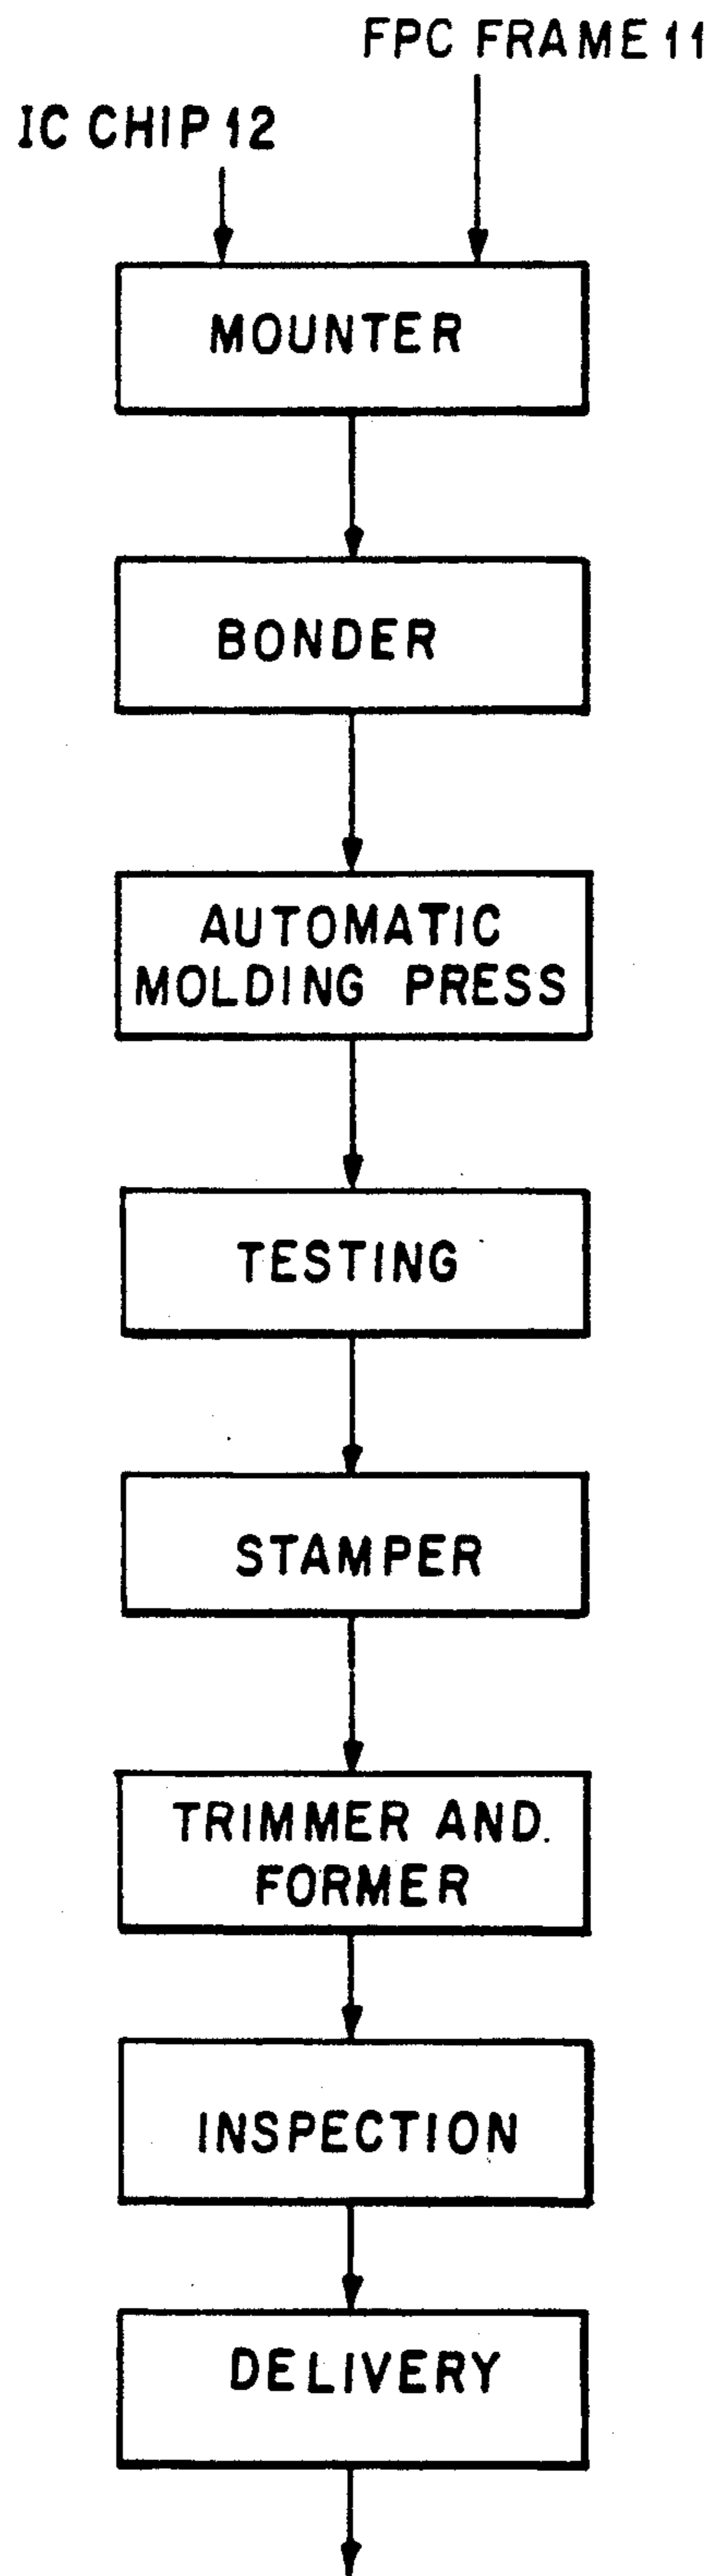 FPC FRAME 11
IC CHIP 12
MOUNTER
BONDER
AUTOMATIC
MOLDING PRESS
TESTING
STAMPER
TRIMMER AND
FORMER
INSPECTION
DELIVERY